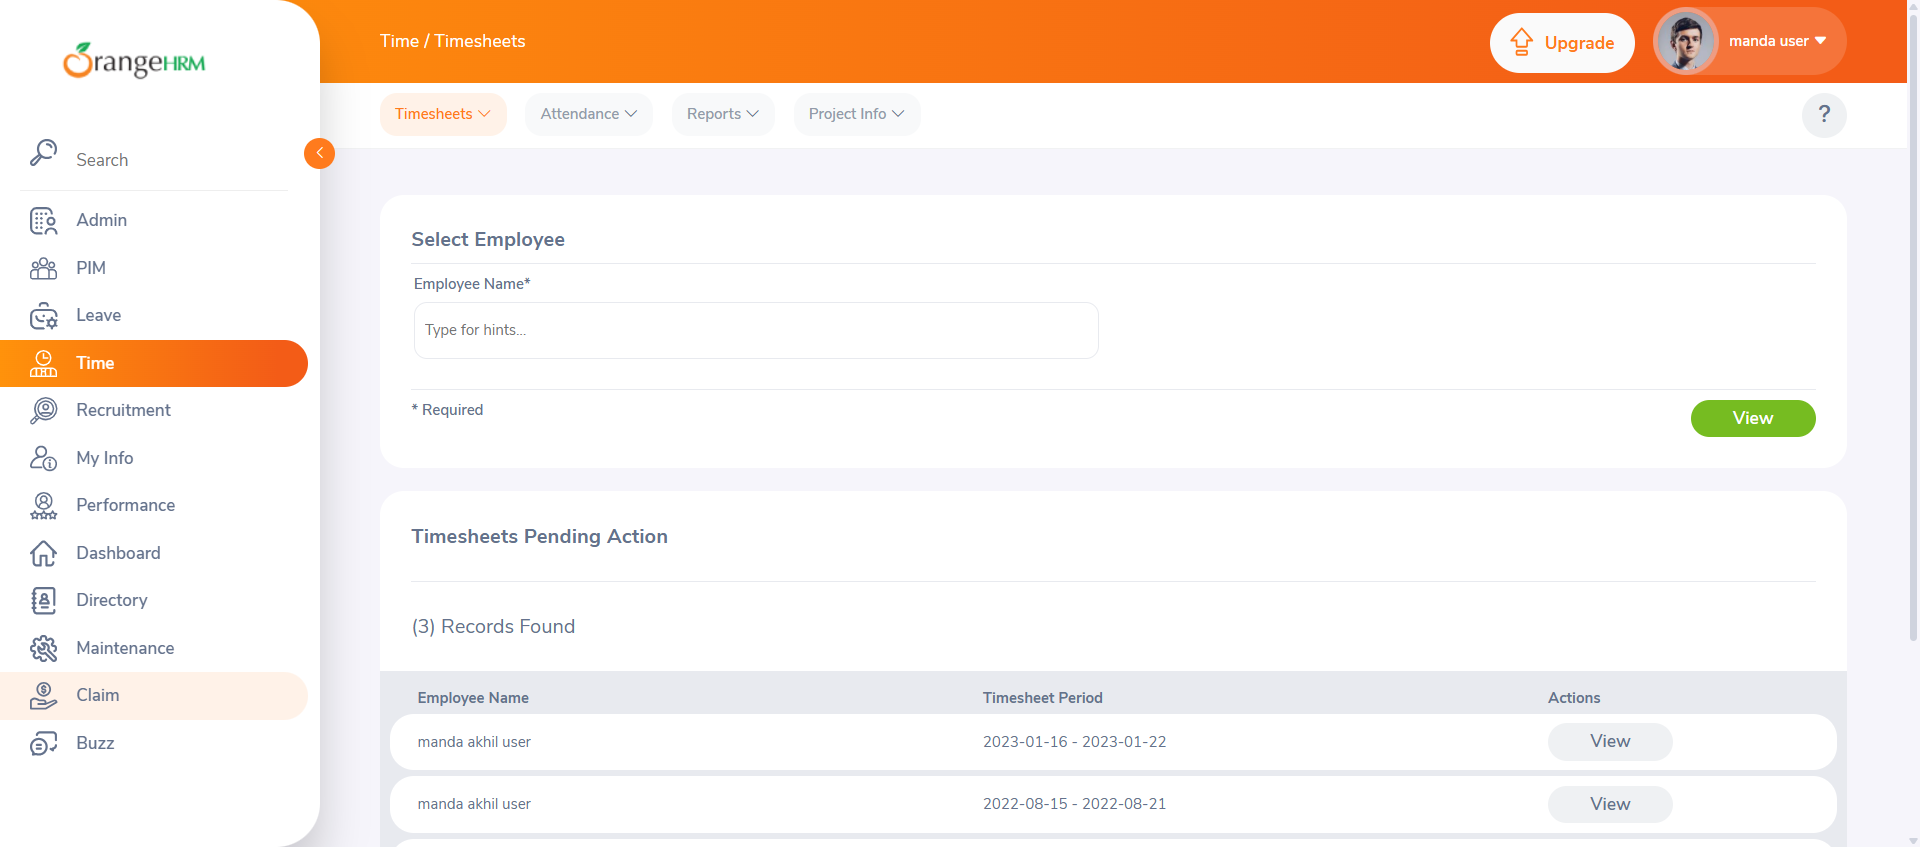 OrangeHRM
Time / Timesheets
Upgrade
manda user
Timesheets
Attendance
Reports
Project Info
?
Search
Admin
PIM
Leave
Time
Recruitment
My Info
Performance
Dashboard
Directory
Maintenance
Claim
Buzz
Select Employee
Employee Name*
Type for hints...
* Required
View
Timesheets Pending Action
(3) Records Found
Employee Name Timesheet Period Actions
manda akhil user 2023-01-16 - 2023-01-22 View
manda akhil user 2022-08-15 - 2022-08-21 View